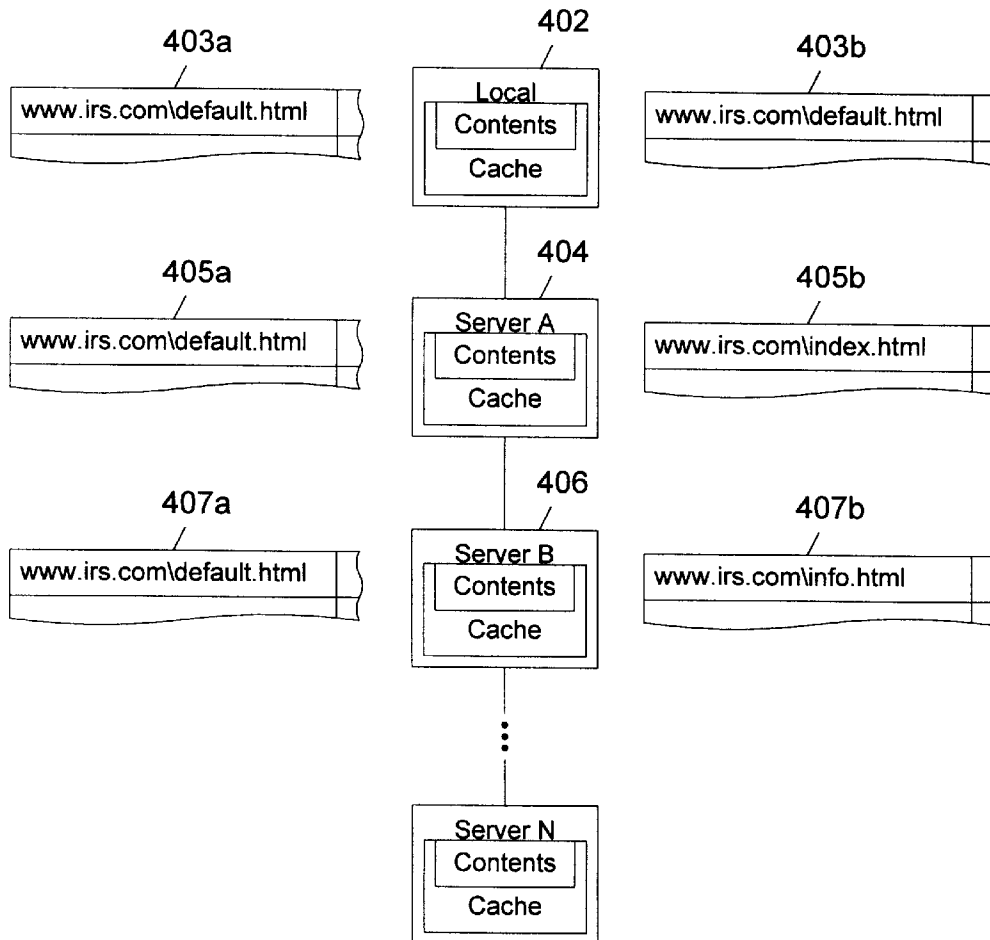 403a
402
403b
www.irs.com\default.html
Local
Contents
Cache
www.irs.com\default.html
405a
404
405b
www.irs.com\default.html
Server A
Contents
Cache
www.irs.com\index.html
407a
406
407b
www.irs.com\default.html
Server B
Contents
Cache
www.irs.com\info.html
Server N
Contents
Cache